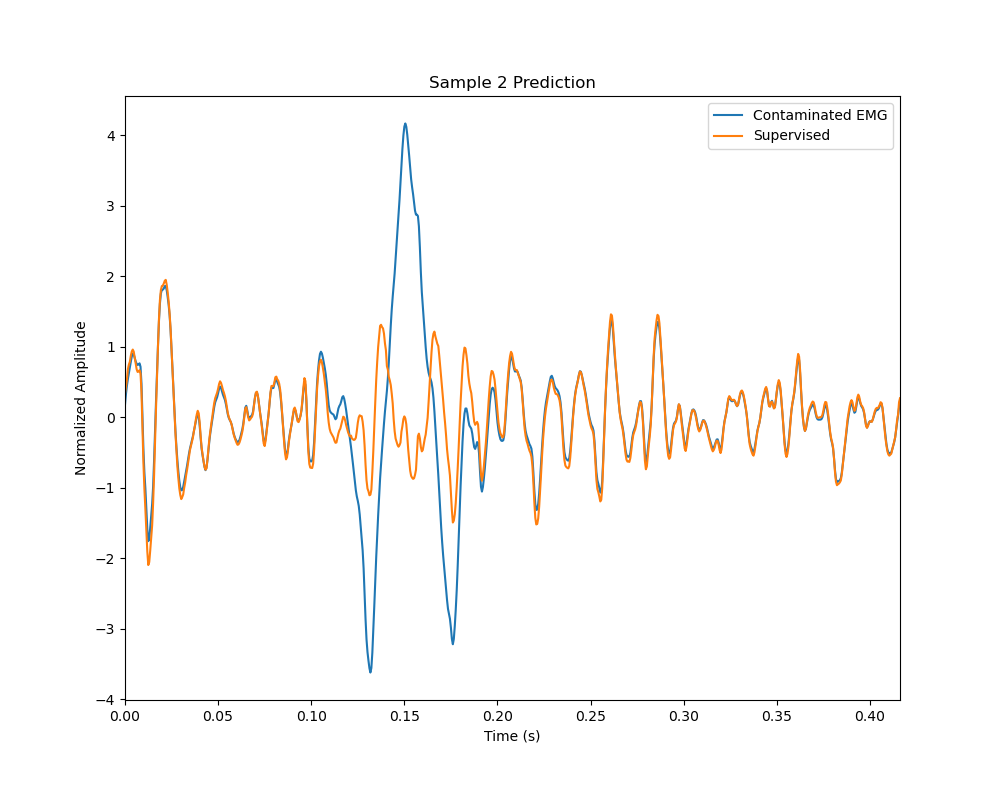 Sample 2 Prediction
Contaminated EMG
Supervised
Normalized Amplitude
4
3
2
1
0
−1
−2
−3
−4
0.00 0.05 0.10 0.15 0.20 0.25 0.30 0.35 0.40
Time (s)